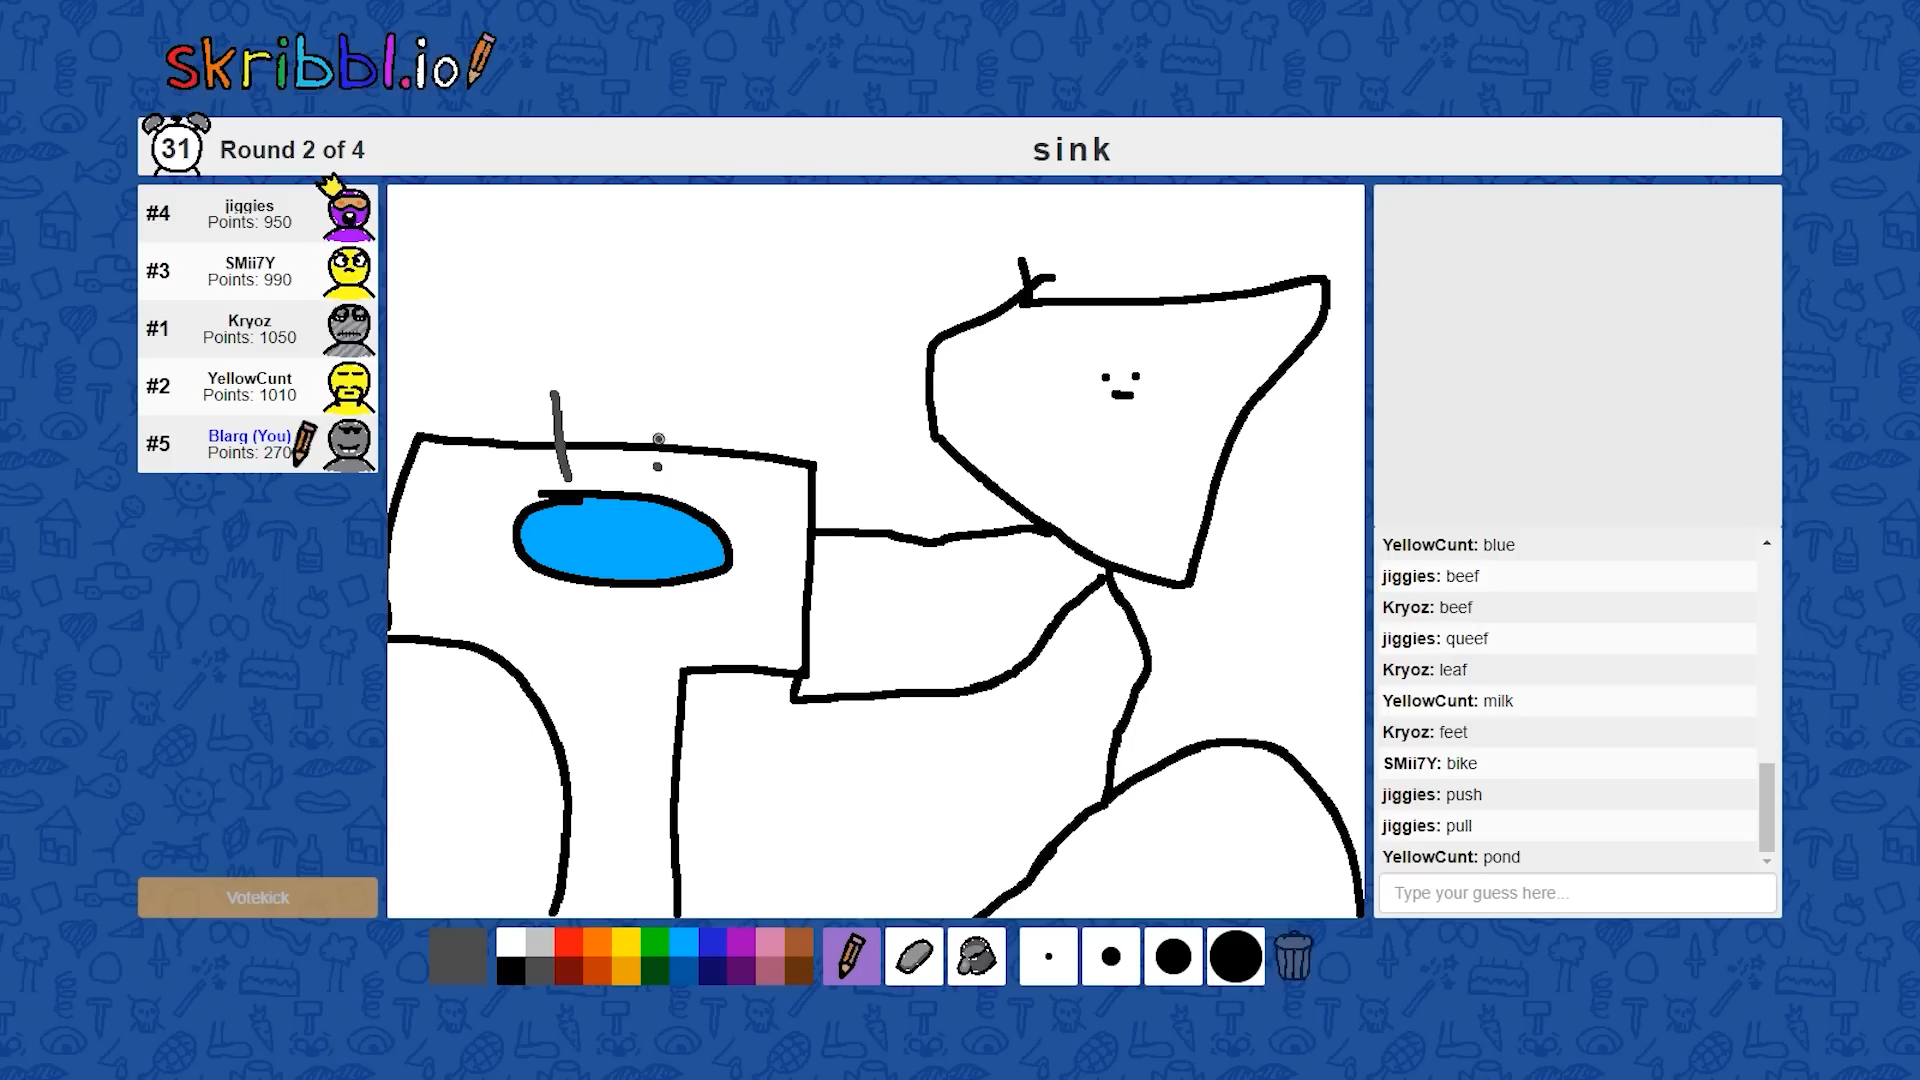 skribbl.io
31
Round 2 of 4
sink
#4
jiggies
Points: 950
#3
SMii7Y
Points: 990
#1
Kryoz
Points: 1050
#2
YellowCunt
Points: 1010
#5
Blarg (You)
Points: 270
Votekick
YellowCunt: blue
jiggies: beef
Kryoz: beef
jiggies: queef
Kryoz: leaf
YellowCunt: milk
Kryoz: feet
SMii7Y: bike
jiggies: push
jiggies: pull
YellowCunt: pond
Type your guess here...